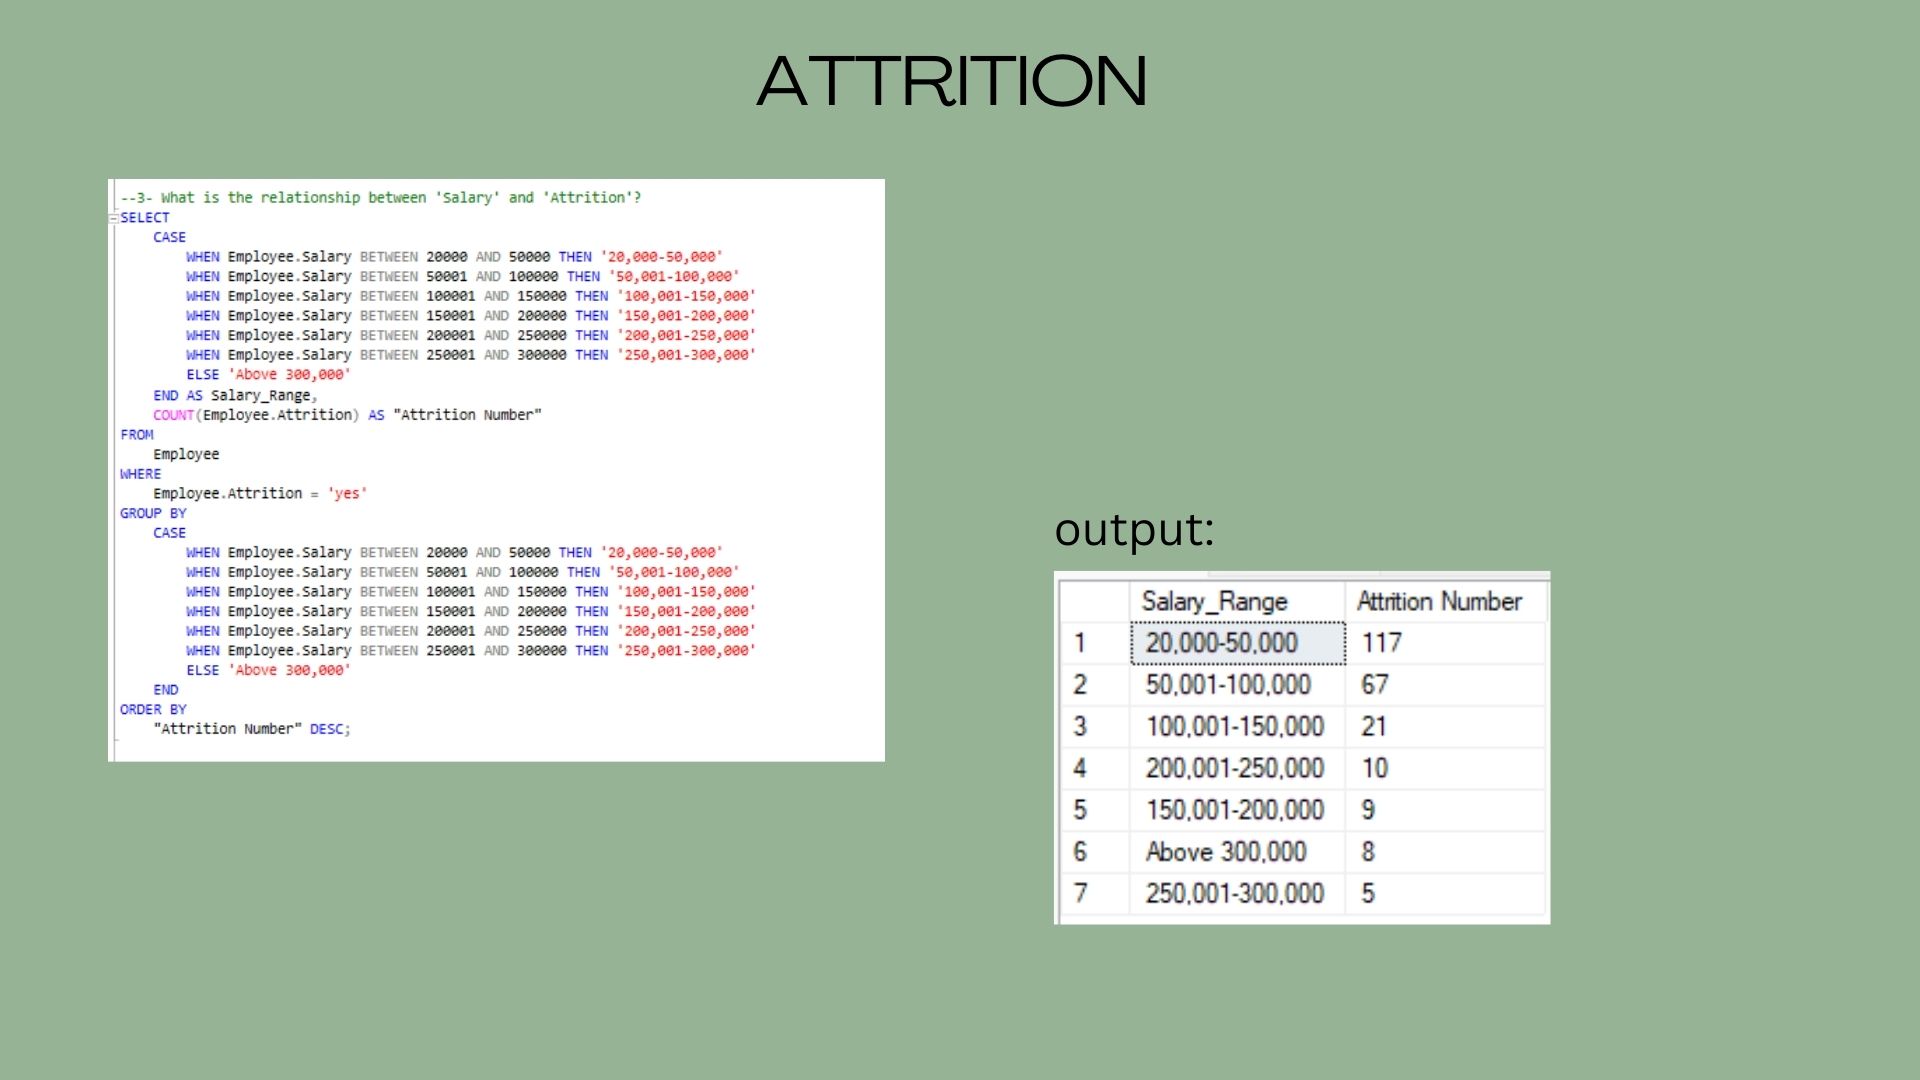 ATTRITION
--3- What is the relationship between 'Salary' and 'Attrition'?
SELECT
CASE
WHEN Employee.Salary BETWEEN 20000 AND 50000 THEN '20,000-50,000'
WHEN Employee.Salary BETWEEN 50001 AND 100000 THEN '50,001-100,000'
WHEN Employee.Salary BETWEEN 100001 AND 150000 THEN '100,001-150,000'
WHEN Employee.Salary BETWEEN 150001 AND 200000 THEN '150,001-200,000'
WHEN Employee.Salary BETWEEN 200001 AND 250000 THEN '200,001-250,000'
WHEN Employee.Salary BETWEEN 250001 AND 300000 THEN '250,001-300,000'
ELSE 'Above 300,000'
END AS Salary_Range,
COUNT(Employee.Attrition) AS "Attrition Number"
FROM
Employee
WHERE
Employee.Attrition = 'yes'
GROUP BY
CASE
WHEN Employee.Salary BETWEEN 20000 AND 50000 THEN '20,000-50,000'
WHEN Employee.Salary BETWEEN 50001 AND 100000 THEN '50,001-100,000'
WHEN Employee.Salary BETWEEN 100001 AND 150000 THEN '100,001-150,000'
WHEN Employee.Salary BETWEEN 150001 AND 200000 THEN '150,001-200,000'
WHEN Employee.Salary BETWEEN 200001 AND 250000 THEN '200,001-250,000'
WHEN Employee.Salary BETWEEN 250001 AND 300000 THEN '250,001-300,000'
ELSE 'Above 300,000'
END
ORDER BY
"Attrition Number" DESC;
output:
Salary_Range Attrition Number
1 20,000-50,000 117
2 50,001-100,000 67
3 100,001-150,000 21
4 200,001-250,000 10
5 150,001-200,000 9
6 Above 300,000 8
7 250,001-300,000 5